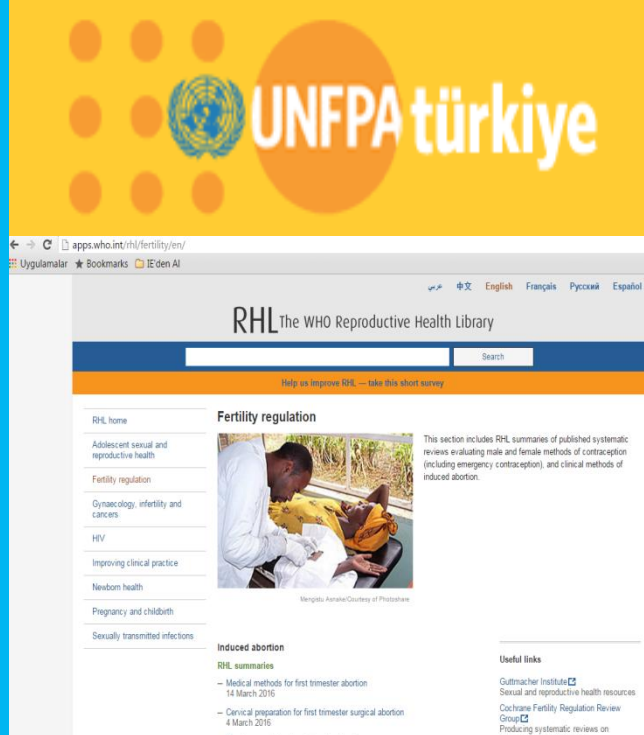 UNFPA türkiye
apps.who.int/rhl/fertility/en/
Uygulamalar Bookmarks IE'den Al
عربي 中文 English Français Русский Español
RHL The WHO Reproductive Health Library
Search
Help us improve RHL — take this short survey
RHL home
Adolescent sexual and
reproductive health
Fertility regulation
Gynaecology, infertility and
cancers
HIV
Improving clinical practice
Newborn health
Pregnancy and childbirth
Sexually transmitted infections
Fertility regulation
This section includes RHL summaries of published systematic
reviews evaluating male and female methods of contraception
(including emergency contraception), and clinical methods of
induced abortion.
Mengistu Asnake/Courtesy of Photoshare
Induced abortion
RHL summaries
– Medical methods for first trimester abortion
14 March 2016
– Cervical preparation for first trimester surgical abortion
4 March 2016
Useful links
Guttmacher Institute
Sexual and reproductive health resources
Cochrane Fertility Regulation Review
Group
Producing systematic reviews on